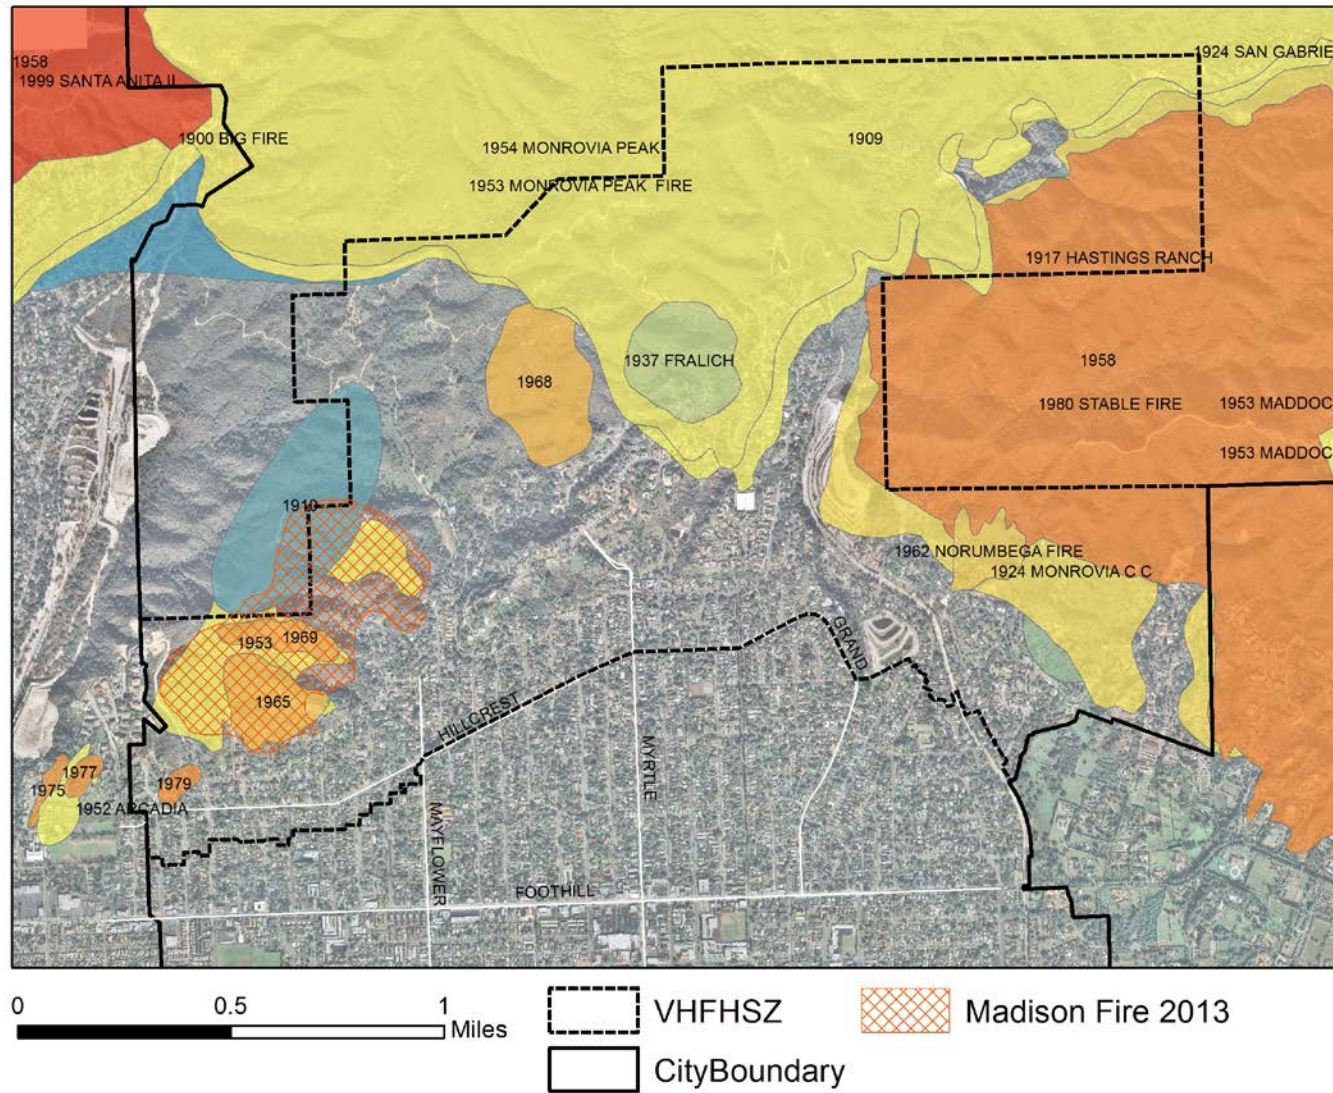 1924 SAN GABRIE
1958
1999 SANTA ANITA II
1900 BIG FIRE
1954 MONROVIA PEAK
1909
1953 MONROVIA PEAK FIRE
1917 HASTINGS RANCH
1937 FRALICH
1958
1968
1980 STABLE FIRE
1953 MADDOC
1953 MADDOC
1910
1962 NORUMBEGA FIRE
1924 MONROVIA C C
1953
1969
GRAND
1965
HILLCREST
MYRTLE
1977
1979
1975
1952 ARCADIA
MAYFLOWER
FOOTHILL
0 0.5 1
Miles
VHFHSZ
Madison Fire 2013
CityBoundary